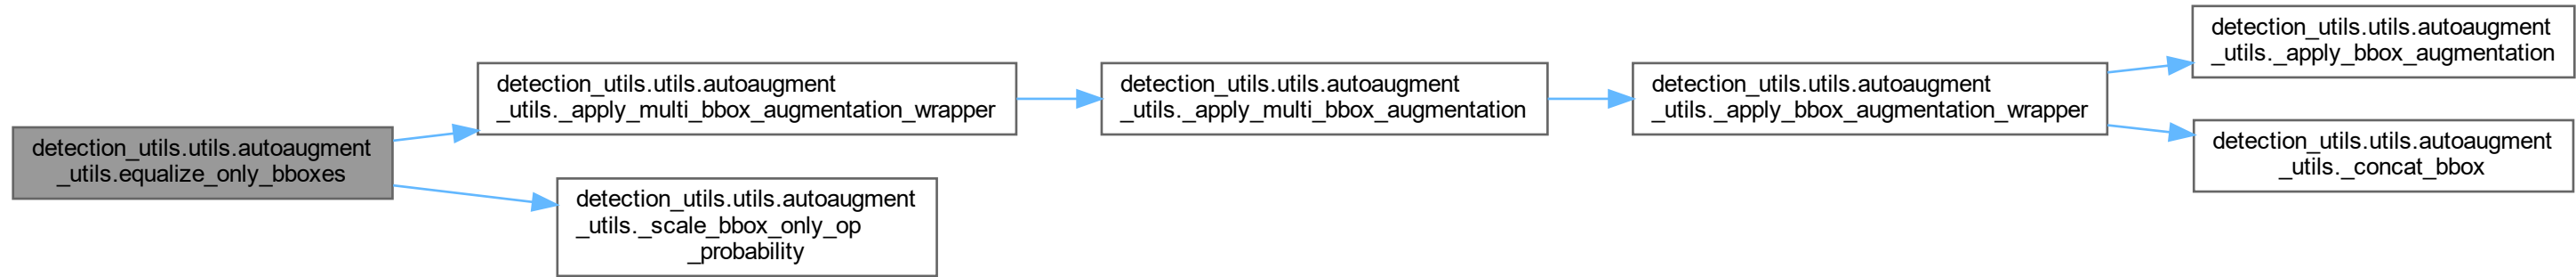 detection_utils.utils.autoaugment
_utils.equalize_only_bboxes
detection_utils.utils.autoaugment
_utils._apply_multi_bbox_augmentation_wrapper
detection_utils.utils.autoaugment
_utils._scale_bbox_only_op
_probability
detection_utils.utils.autoaugment
_utils._apply_multi_bbox_augmentation
detection_utils.utils.autoaugment
_utils._apply_bbox_augmentation_wrapper
detection_utils.utils.autoaugment
_utils._apply_bbox_augmentation
detection_utils.utils.autoaugment
_utils._concat_bbox